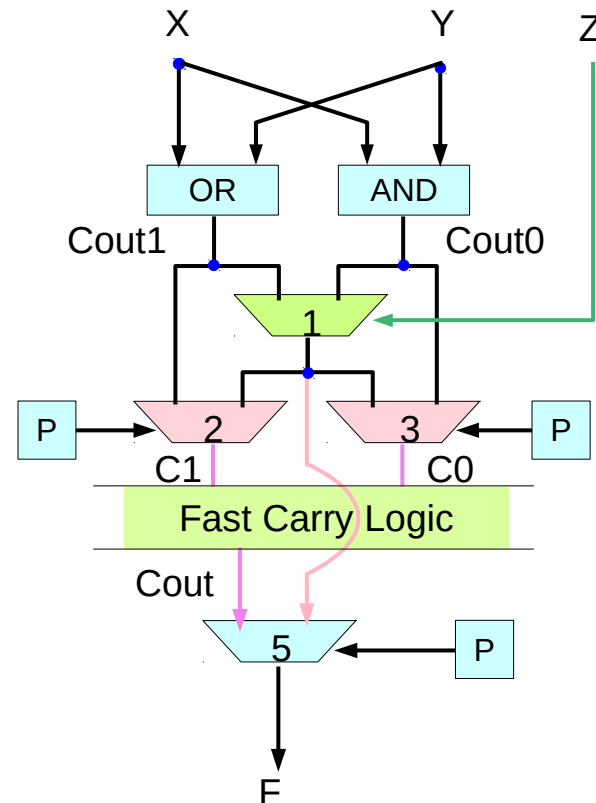 X Y Z
OR AND
Cout1 Cout0
1
P 2 3 P
C1 C0
Fast Carry Logic
Cout
5 P
F